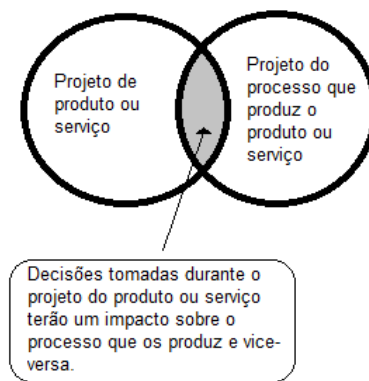 Projeto de
produto ou
serviço
Projeto do
processo que
produz o
produto ou
serviço
Decisões tomadas durante o
projeto do produto ou serviço
terão um impacto sobre o
processo que os produz e vice-
versa.